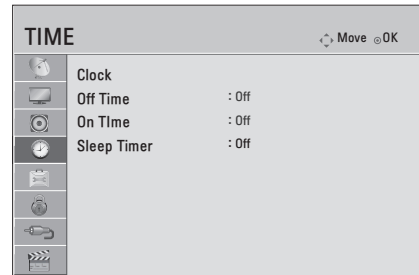 TIME Move OK
Clock
Off Time : Off
On TIme : Off
Sleep Timer : Off